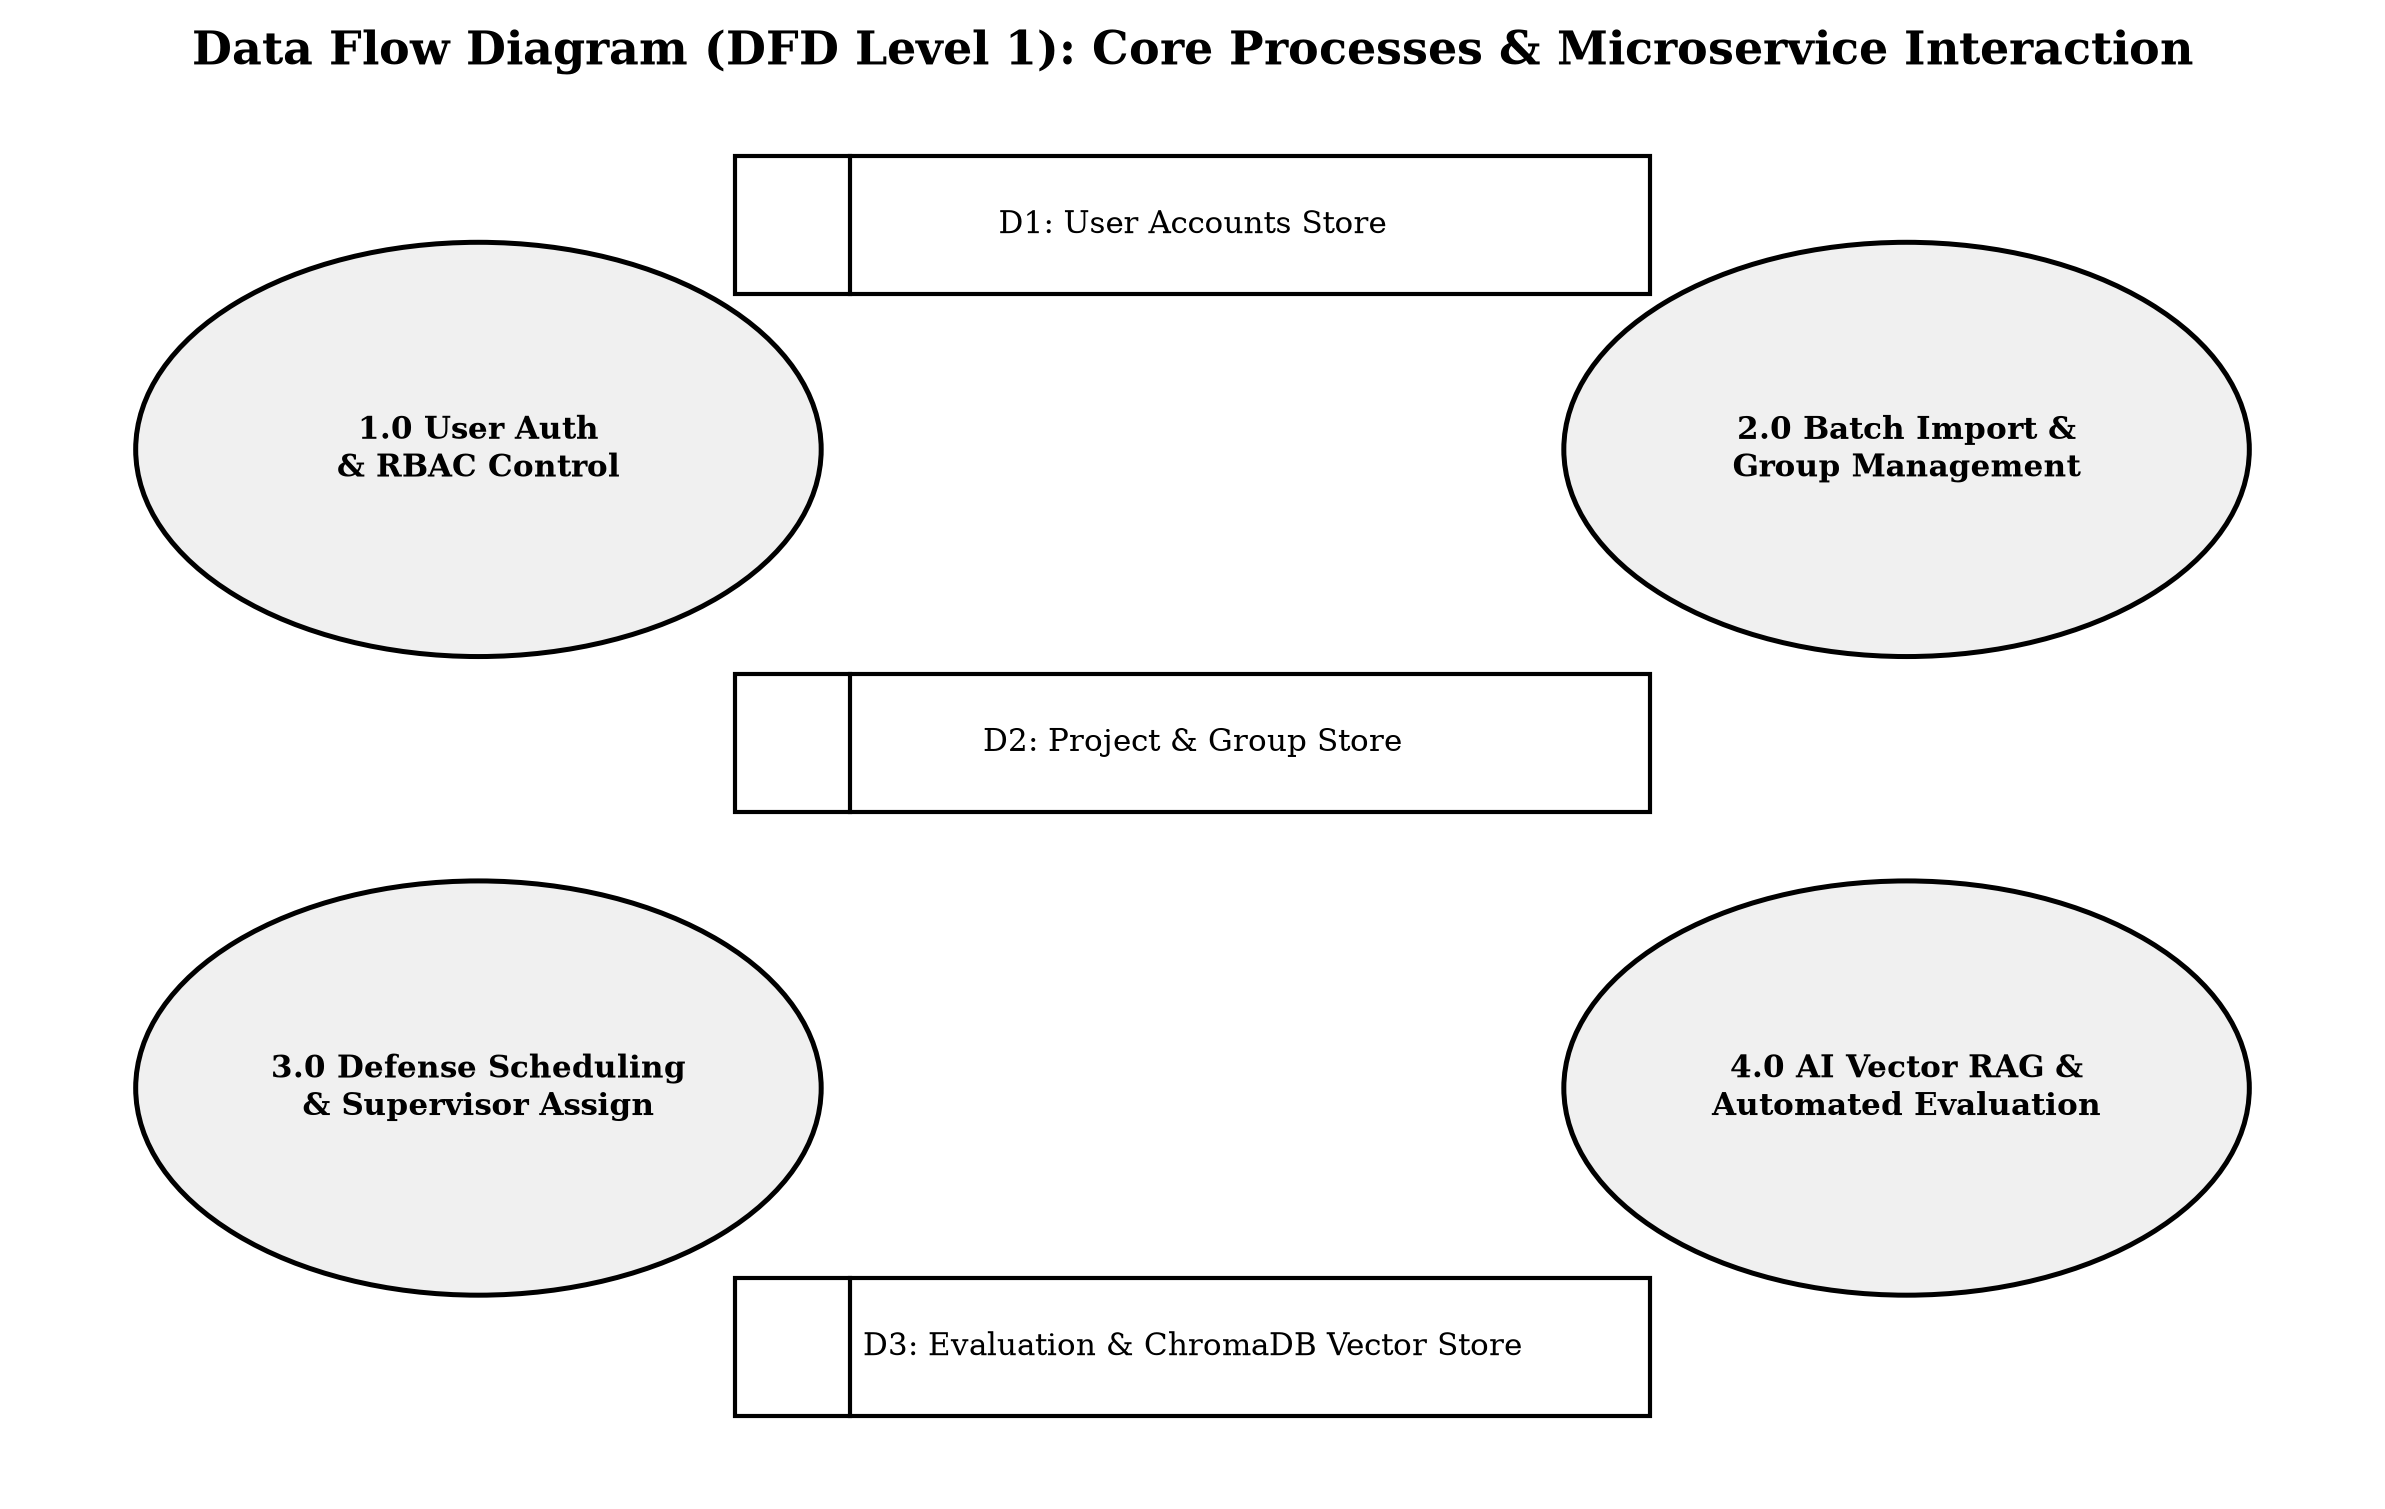 Data Flow Diagram (DFD Level 1): Core Processes & Microservice Interaction
D1: User Accounts Store
1.0 User Auth
& RBAC Control
2.0 Batch Import &
Group Management
D2: Project & Group Store
3.0 Defense Scheduling
& Supervisor Assign
4.0 AI Vector RAG &
Automated Evaluation
D3: Evaluation & ChromaDB Vector Store